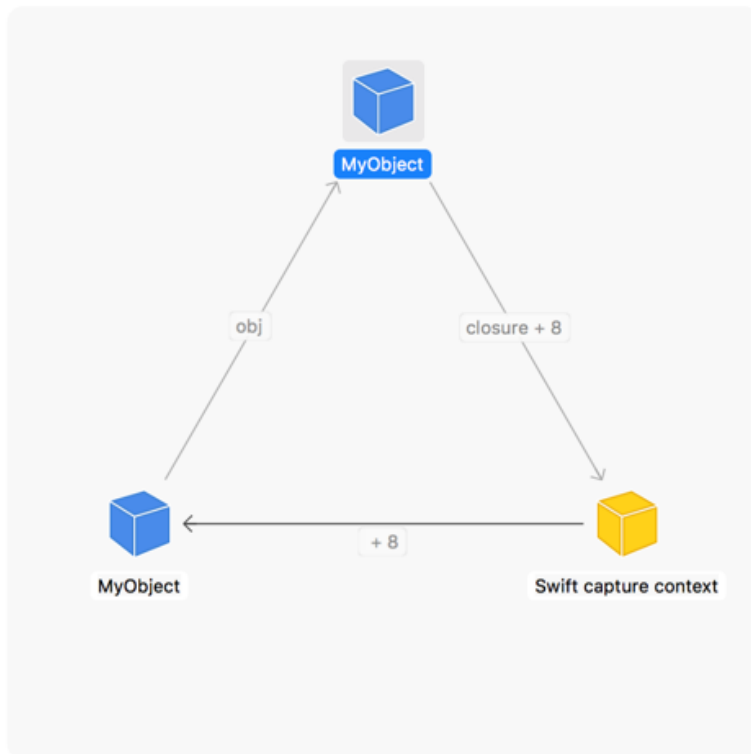 MyObject
obj
closure + 8
+ 8
MyObject
Swift capture context